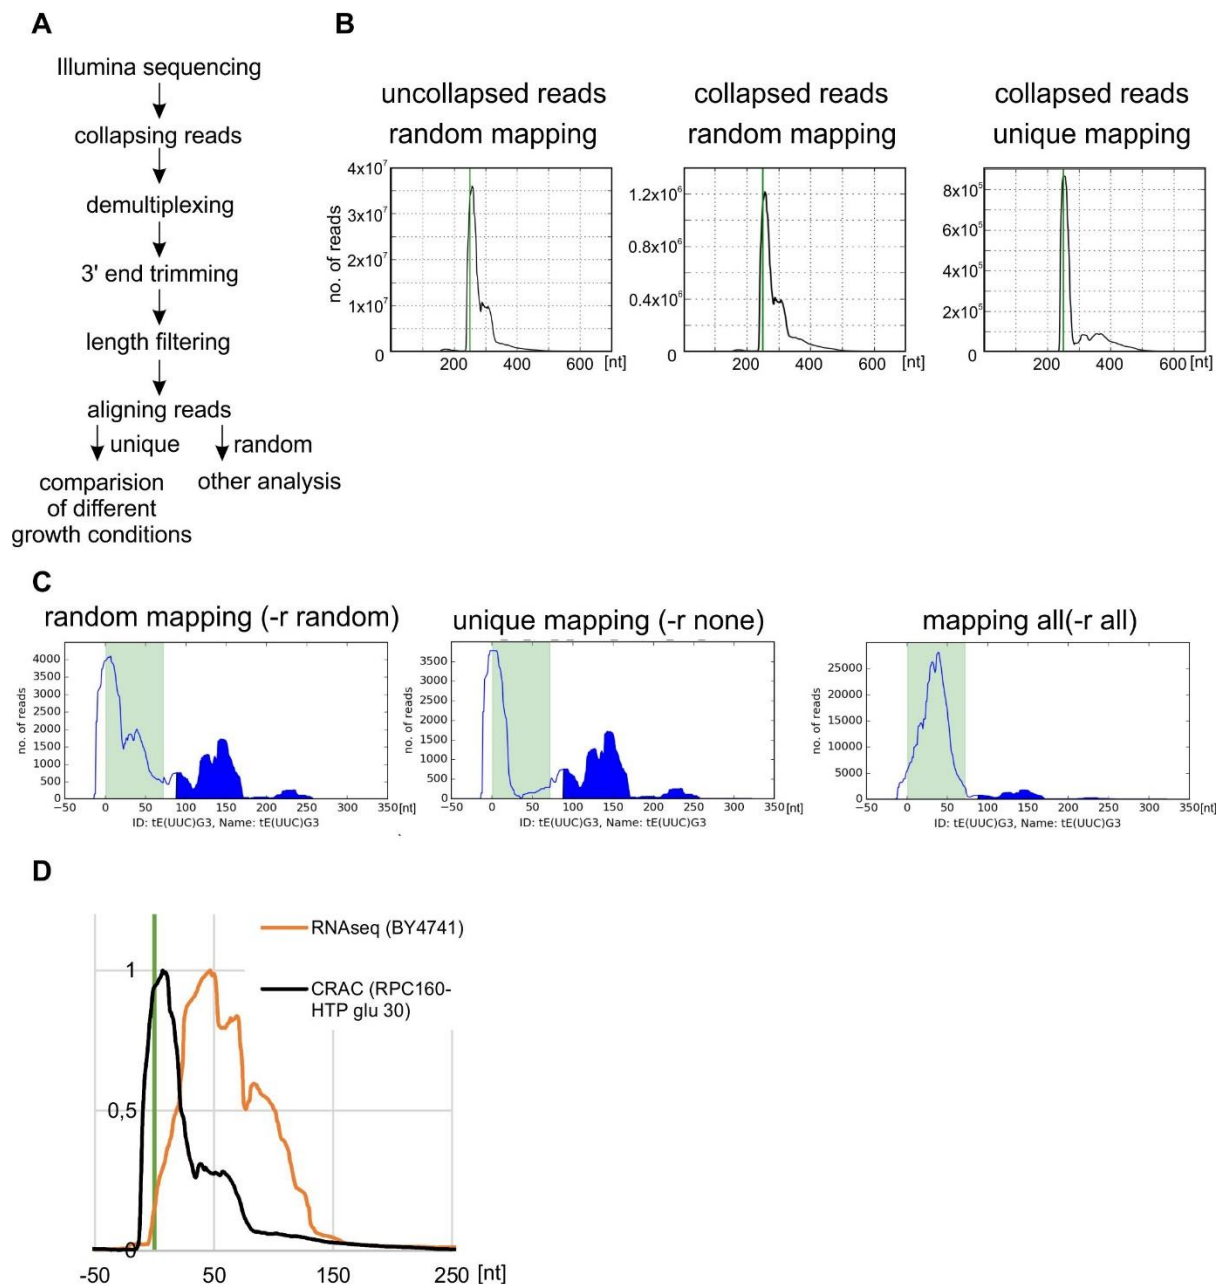 A
Illumina sequencing
collapsing reads
demultiplexing
3' end trimming
length filtering
aligning reads
unique
random
comparision
of different
growth conditions
other analysis
B
uncollapsed reads
random mapping
no. of reads
4x10⁷
3x10⁷
2x10⁷
1x10⁷
0
200 400 600 [nt]
collapsed reads
random mapping
1.2x10⁶
0.8x10⁶
0.4x10⁶
0
200 400 600 [nt]
collapsed reads
unique mapping
8x10⁵
6x10⁵
4x10⁵
2x10⁵
0
200 400 600 [nt]
C
random mapping (-r random)
no. of reads
4000
3500
3000
2500
2000
1500
1000
500
0
−50 0 50 100 150 200 250 300 350 [nt]
ID: tE(UUC)G3, Name: tE(UUC)G3
unique mapping (-r none)
no. of reads
3500
3000
2500
2000
1500
1000
500
0
−50 0 50 100 150 200 250 300 350 [nt]
ID: tE(UUC)G3, Name: tE(UUC)G3
mapping all(-r all)
no. of reads
25000
20000
15000
10000
5000
0
−50 0 50 100 150 200 250 300 350 [nt]
ID: tE(UUC)G3, Name: tE(UUC)G3
D
RNAseq (BY4741)
CRAC (RPC160-
HTP glu 30)
1
0,5
0
-50 50 150 250 [nt]